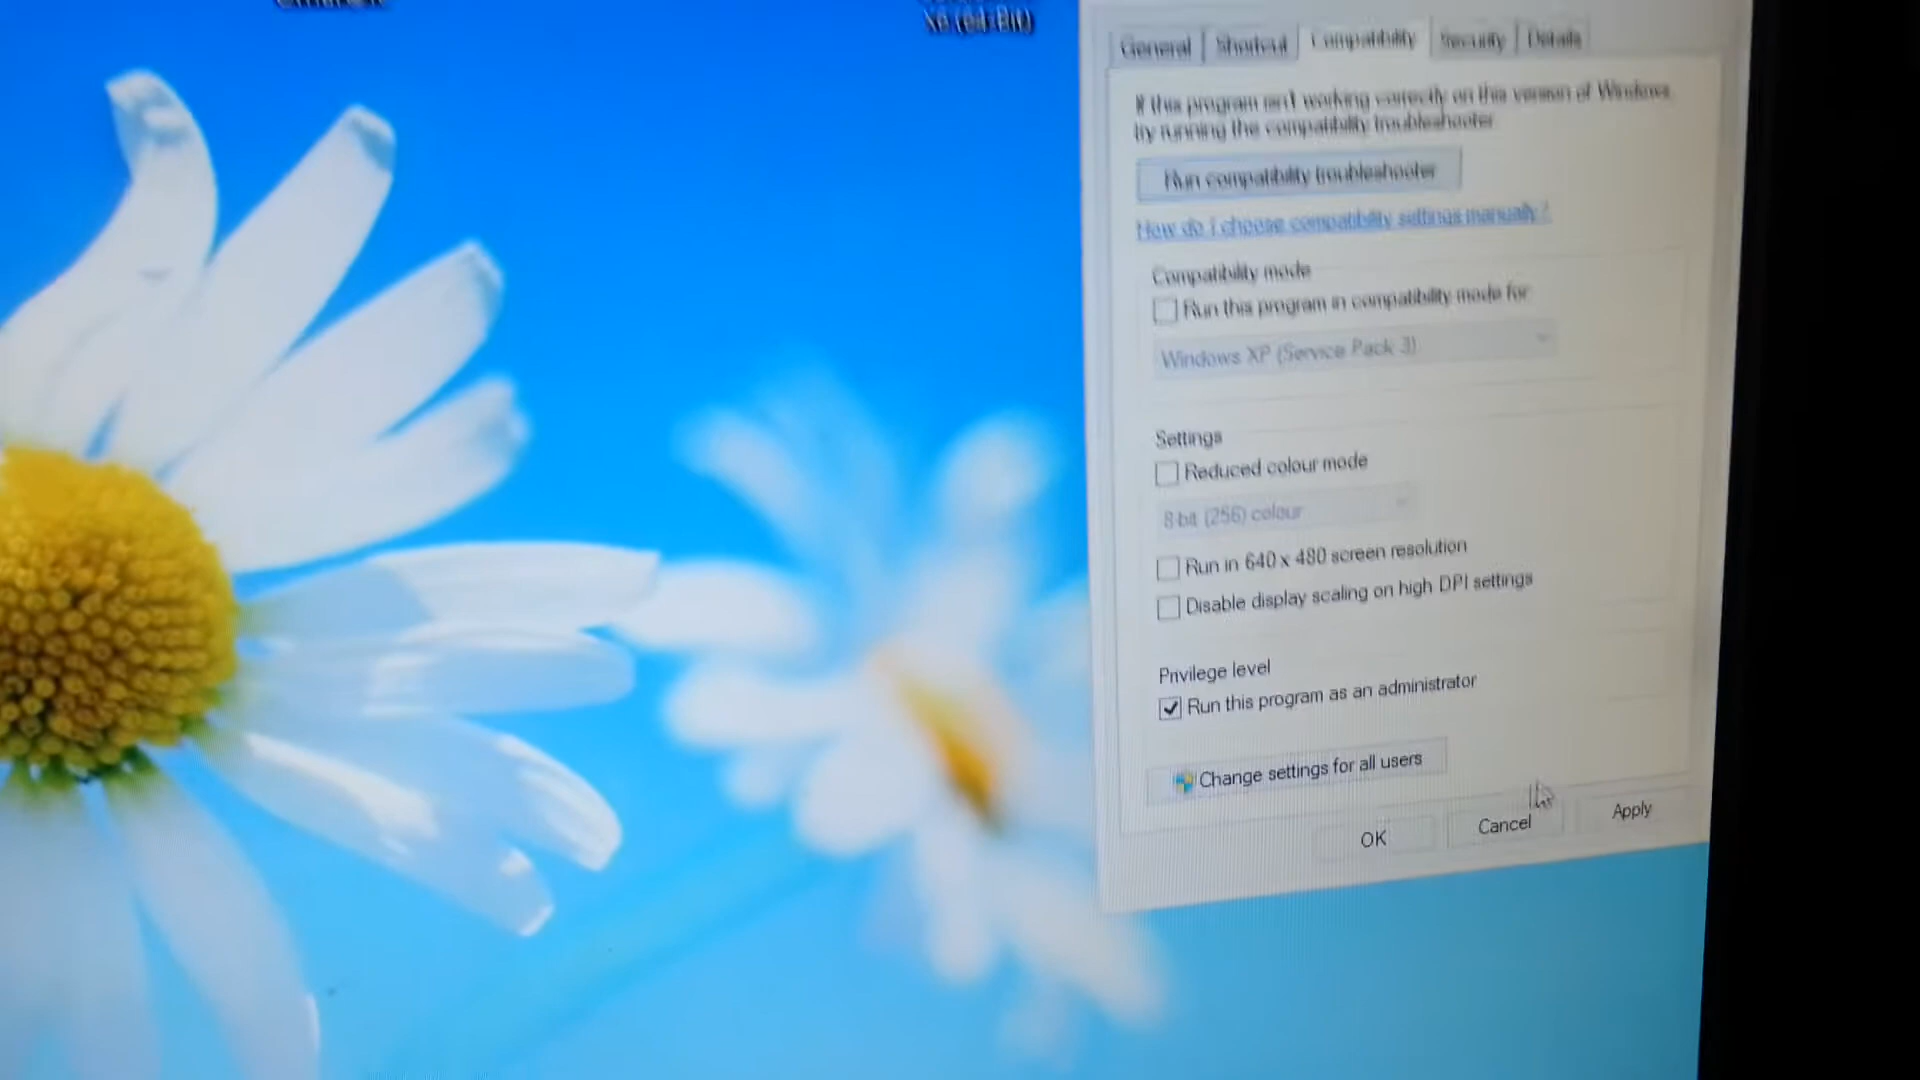 (64-Bit)
General Shortcut Compatibility Security Details
If this program isn't working correctly on this version of Windows,
try running the compatibility troubleshooter
Run compatibility troubleshooter
How do I choose compatibility settings manually?
Compatibility mode
Run this program in compatibility mode for
Windows XP (Service Pack 3)
Settings
Reduced colour mode
8-bit (256) colour
Run in 640 x 480 screen resolution
Disable display scaling on high DPI settings
Privilege level
Run this program as an administrator
Change settings for all users
OK Cancel Apply